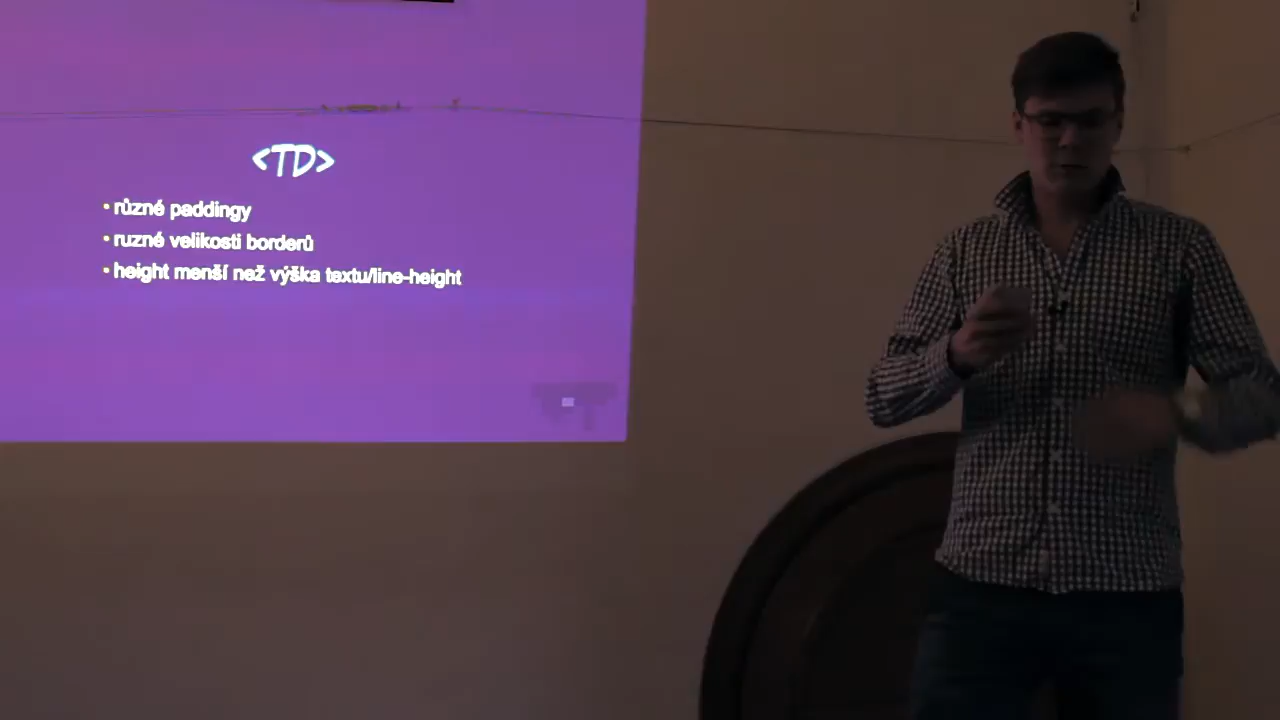 <TD>
• různé paddingy
• ruzné velikosti borderů
• height menší než výška textu/line-height